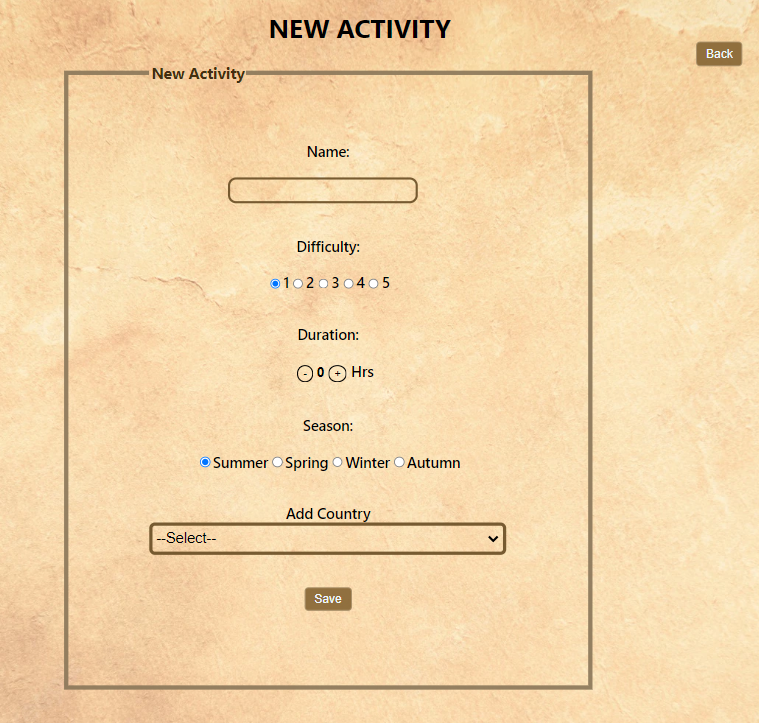 NEW ACTIVITY
Back
New Activity
Name:
Difficulty:
1 2 3 4 5
Duration:
- 0 + Hrs
Season:
Summer Spring Winter Autumn
Add Country
--Select--
Save